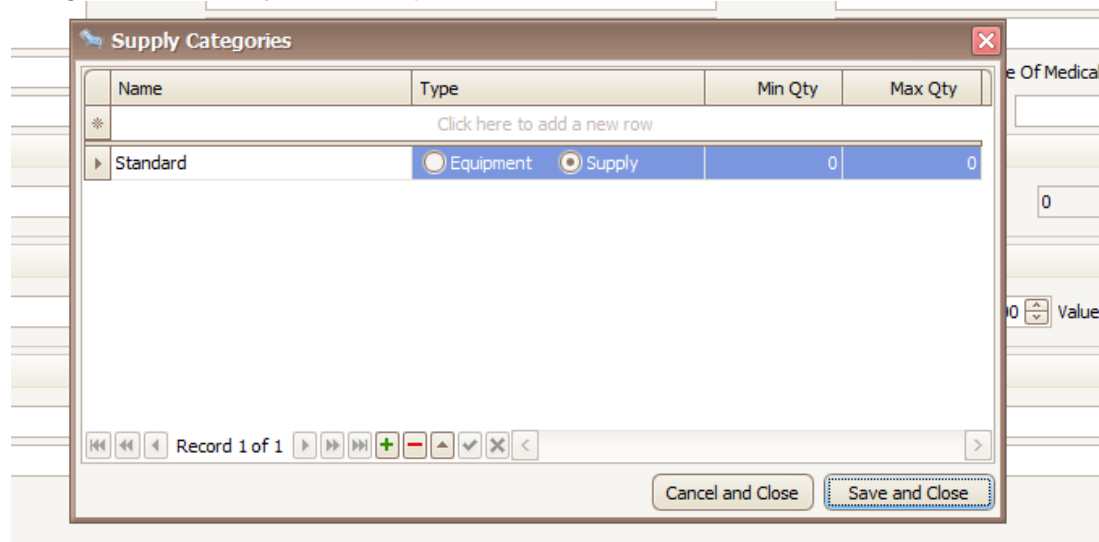 Supply Categories
e Of Medical
Name Type Min Qty Max Qty
Click here to add a new row
Standard Equipment Supply 0 0
0
00 Value
Record 1 of 1
Cancel and Close Save and Close